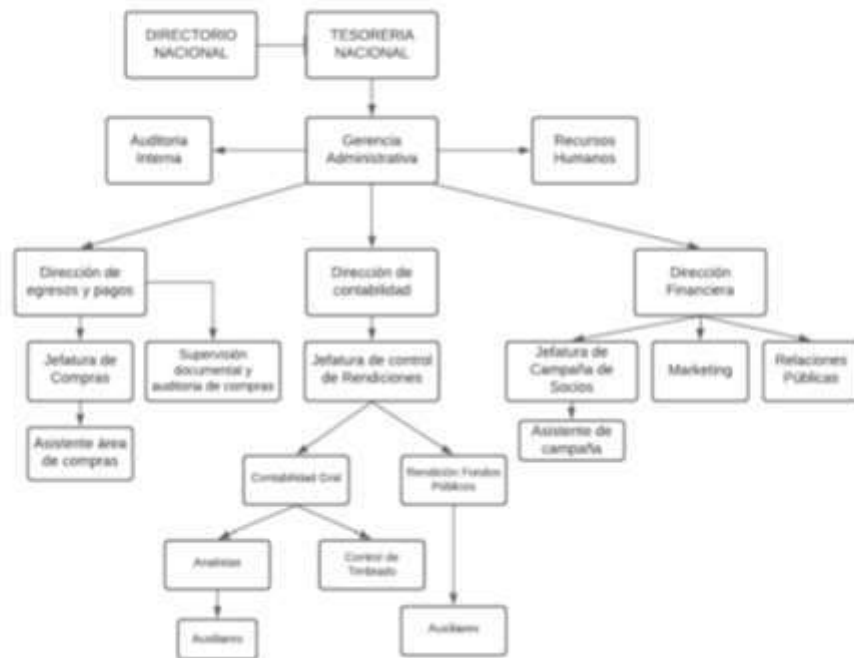 DIRECTORIO
NACIONAL
TESORERIA
NACIONAL
Auditoria
Interna
Gerencia
Administrativa
Recursos
Humanos
Dirección de
egresos y pagos
Dirección de
contabilidad
Dirección
Financiera
Jefatura de
Compras
Supervisión
documental y
auditoria de compras
Jefatura de control
de Rendiciones
Jefatura de
Campaña de
Socios
Marketing
Relaciones
Públicas
Asistente área
de compras
Asistente de
campaña
Contabilidad Gral
Rendición Fondos
Públicos
Analistas
Control de
Timbrado
Auxiliares
Auxiliares